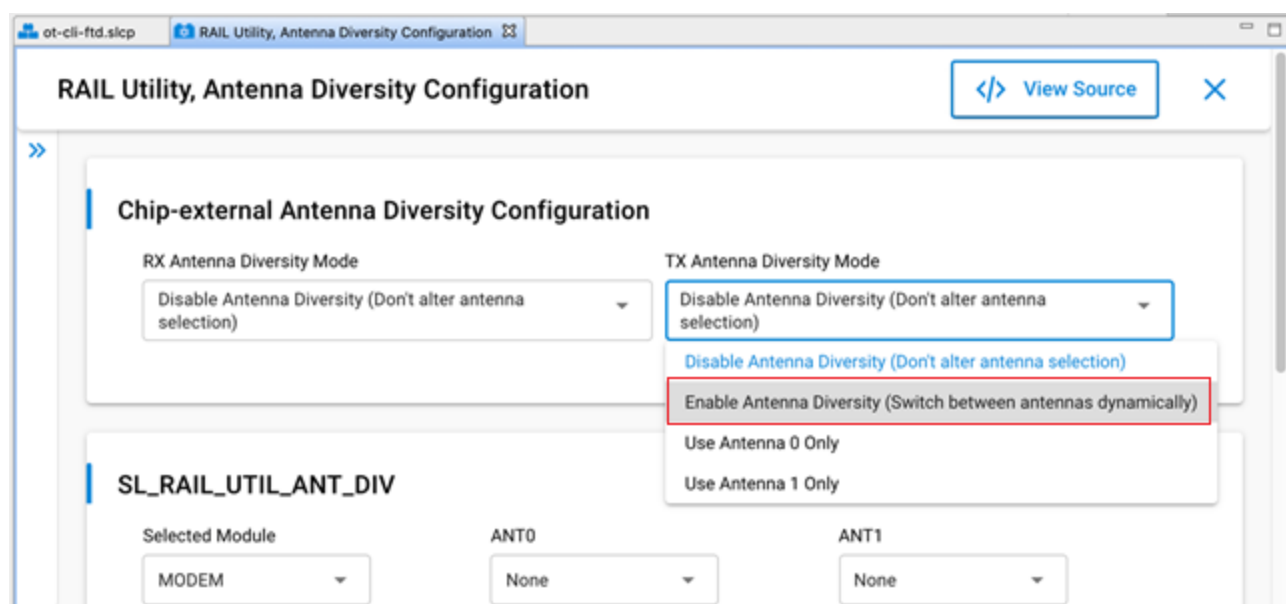 ot-cli-ftd.slcp
RAIL Utility, Antenna Diversity Configuration
RAIL Utility, Antenna Diversity Configuration
</> View Source
Chip-external Antenna Diversity Configuration
RX Antenna Diversity Mode
Disable Antenna Diversity (Don't alter antenna
selection)
TX Antenna Diversity Mode
Disable Antenna Diversity (Don't alter antenna
selection)
Disable Antenna Diversity (Don't alter antenna selection)
Enable Antenna Diversity (Switch between antennas dynamically)
Use Antenna 0 Only
Use Antenna 1 Only
SL_RAIL_UTIL_ANT_DIV
Selected Module
MODEM
ANT0
None
ANT1
None